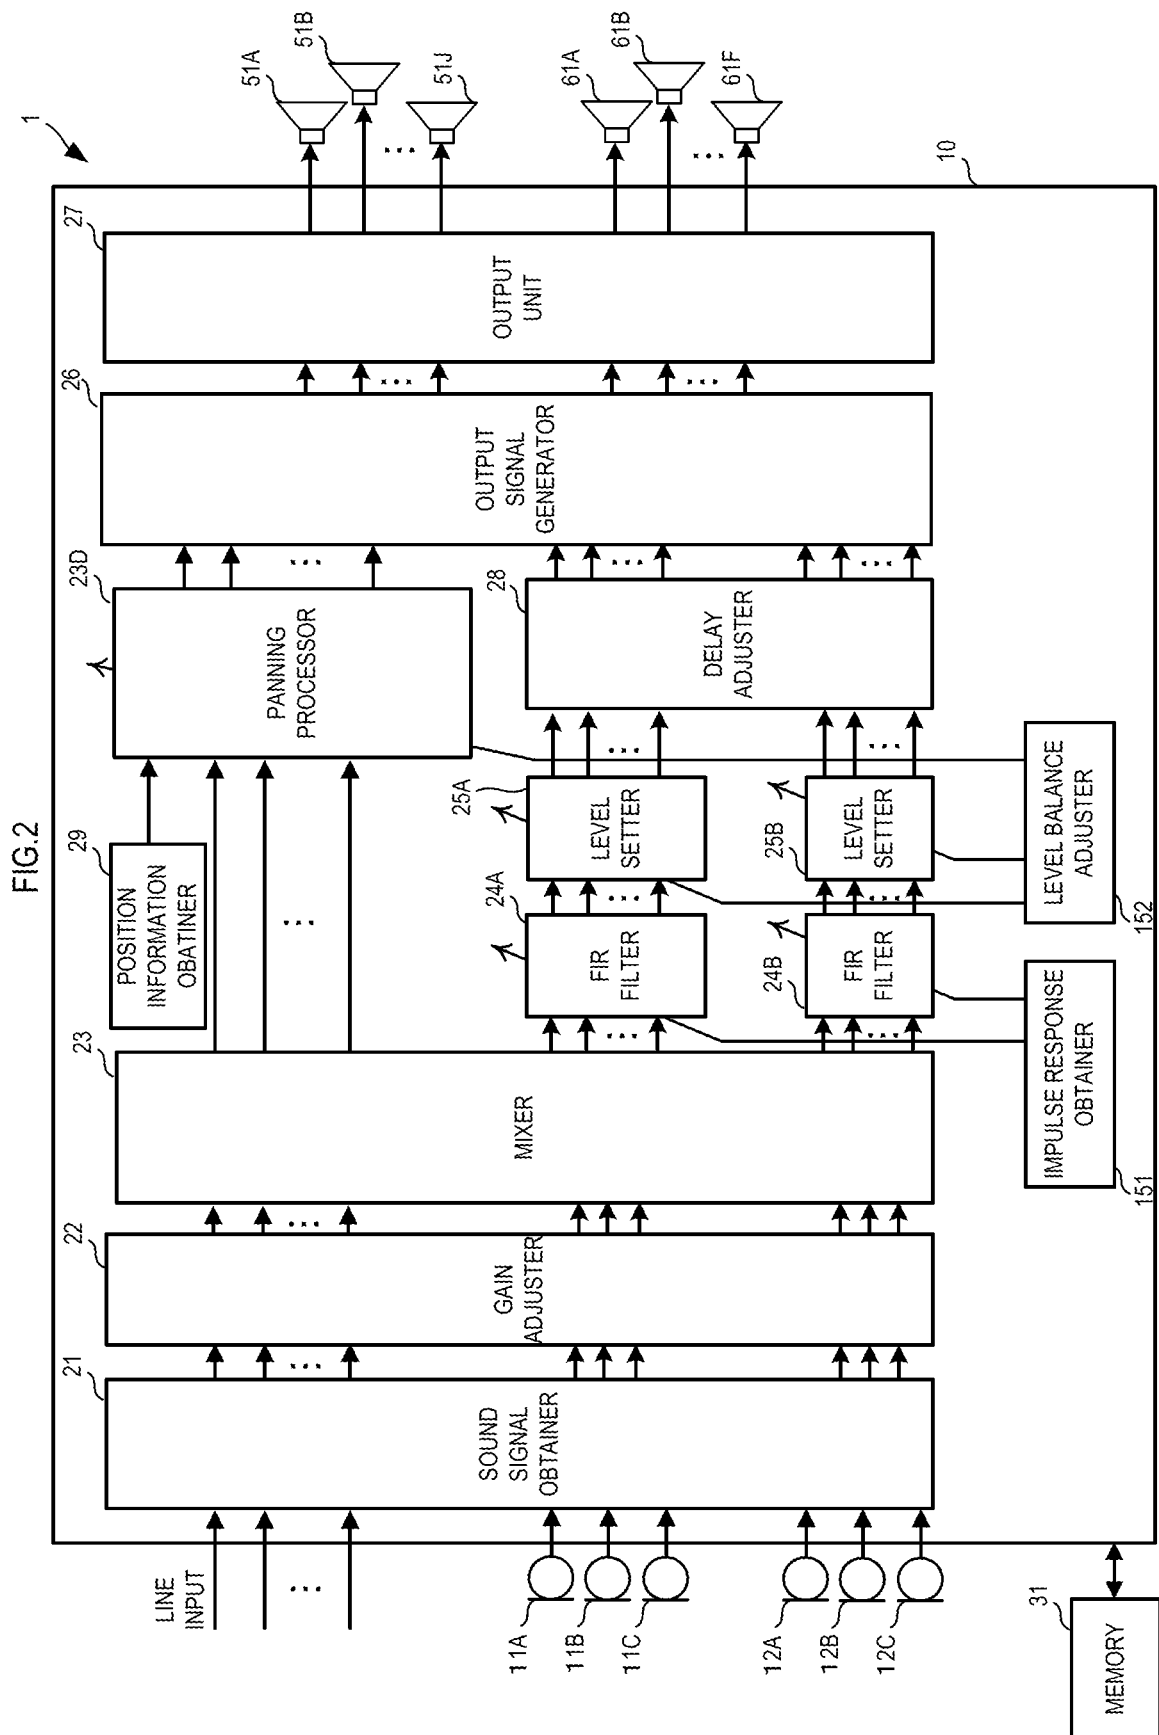 FIG.2
1
10
LINE
INPUT
11A
11B
11C
12A
12B
12C
21
SOUND
SIGNAL
OBTAINER
22
GAIN
ADJUSTER
23
MIXER
29
POSITION
INFORMATION
OBATINER
23D
PANNING
PROCESSOR
24A
FIR
FILTER
24B
FIR
FILTER
25A
LEVEL
SETTER
25B
LEVEL
SETTER
28
DELAY
ADJUSTER
26
OUTPUT
SIGNAL
GENERATOR
27
OUTPUT
UNIT
51A
51B
51J
61A
61B
61F
151
IMPULSE RESPONSE
OBTAINER
152
LEVEL BALANCE
ADJUSTER
31
MEMORY